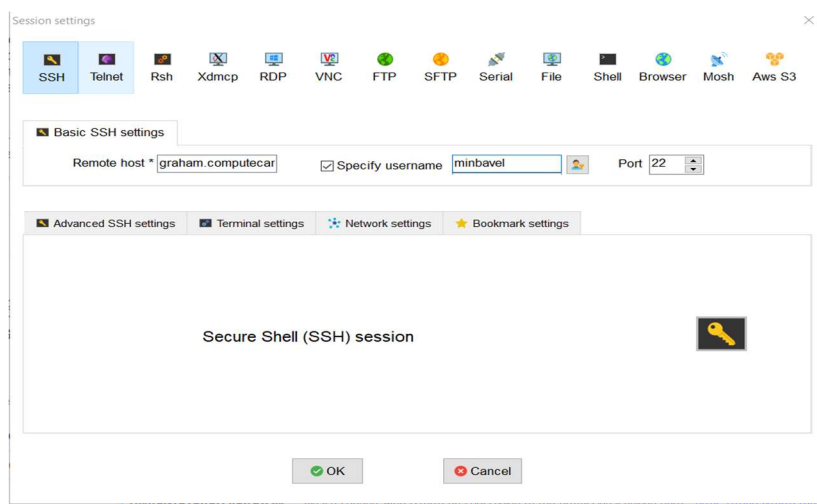 Session settings
SSH Telnet Rsh Xdmcp RDP VNC FTP SFTP Serial File Shell Browser Mosh Aws S3
Basic SSH settings
Remote host * graham.computecar Specify username minbavel Port 22
Advanced SSH settings Terminal settings Network settings Bookmark settings
Secure Shell (SSH) session
OK Cancel